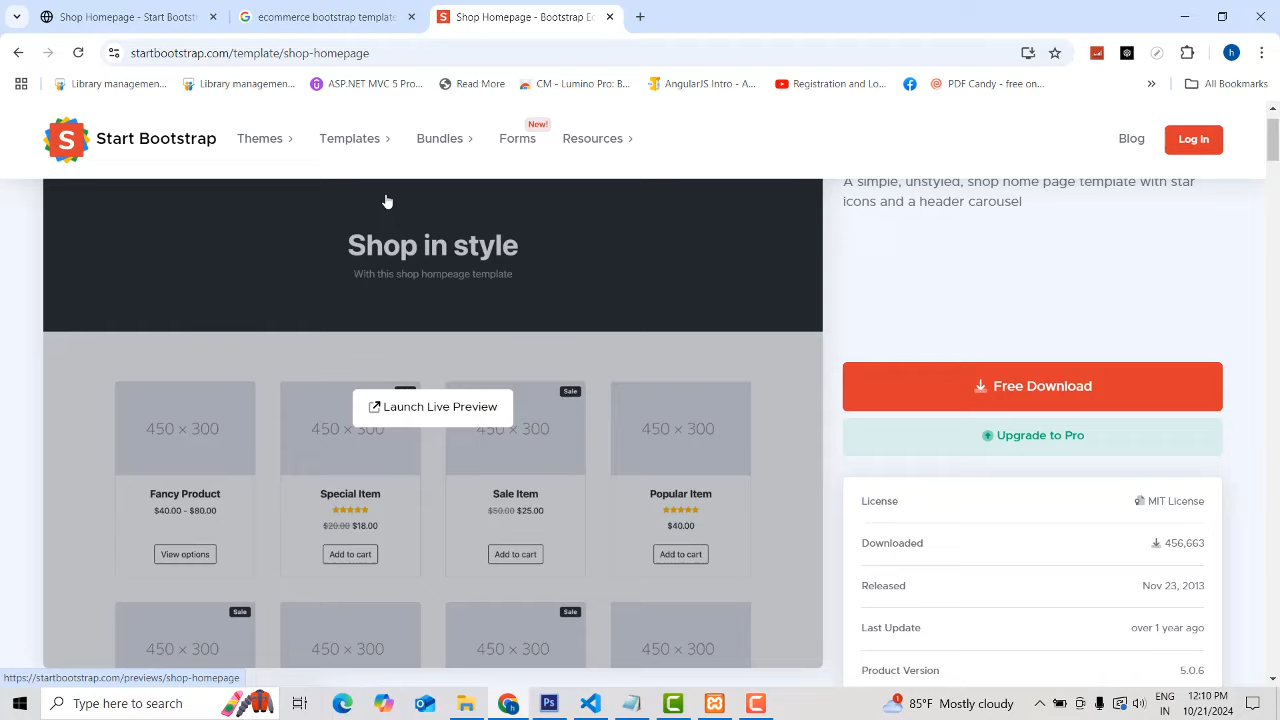 Start Bootstrap - Shop Homep
ecommerce template in bootstr
Shop Homepage - Bootstrap On
startbootstrap.com/template/shop-homepage
h
Library managemen...
Library managemen...
ASP.NET MVC 5 Pro...
Read More
CM - Lumino Pro: B...
AngularJS Intro - A...
Registration and Lo...
PDF Candy - free on...
»
All Bookmarks
S
Start Bootstrap
Themes
Templates
Bundles
New!
Forms
Resources
Blog
Log In
A simple, unstyled, shop home page template with star
icons and a header carousel
Shop in style
With this shop hompeage template
Launch Live Preview
450 × 300
450 × 300
Sale
450 × 300
450 × 300
Fancy Product
$40.00 - $80.00
View options
Special Item
$20.00 $18.00
Add to cart
Sale Item
$50.00 $25.00
Add to cart
Popular Item
$40.00
Add to cart
Sale
450 × 300
450 × 300
Sale
450 × 300
450 × 300
Free Download
Upgrade to Pro
License
MIT License
Downloaded
456,663
Released
Nov 23, 2013
Last Update
over 1 year ago
Product Version
5.0.6
https://startbootstrap.com/previews/shop-homepage
Type here to search
Ps
85°F Mostly cloudy
ENG
IN
12:10 PM
10/21/2024